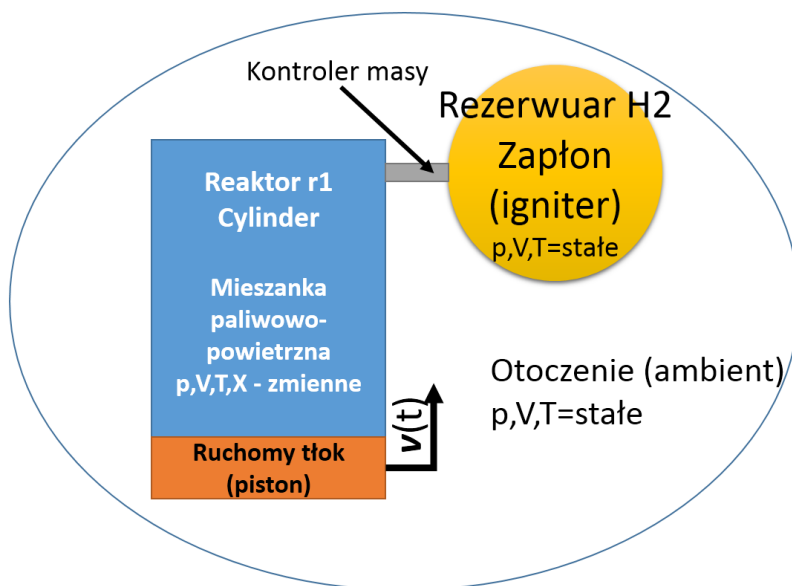 Kontroler masy
Rezerwuar H2
Zapłon
(igniter)
p,V,T=stałe
Reaktor r1
Cylinder
Mieszanka
paliwowo-
powietrzna
p,V,T,X - zmienne
Otoczenie (ambient)
p,V,T=stałe
v(t)
Ruchomy tłok
(piston)